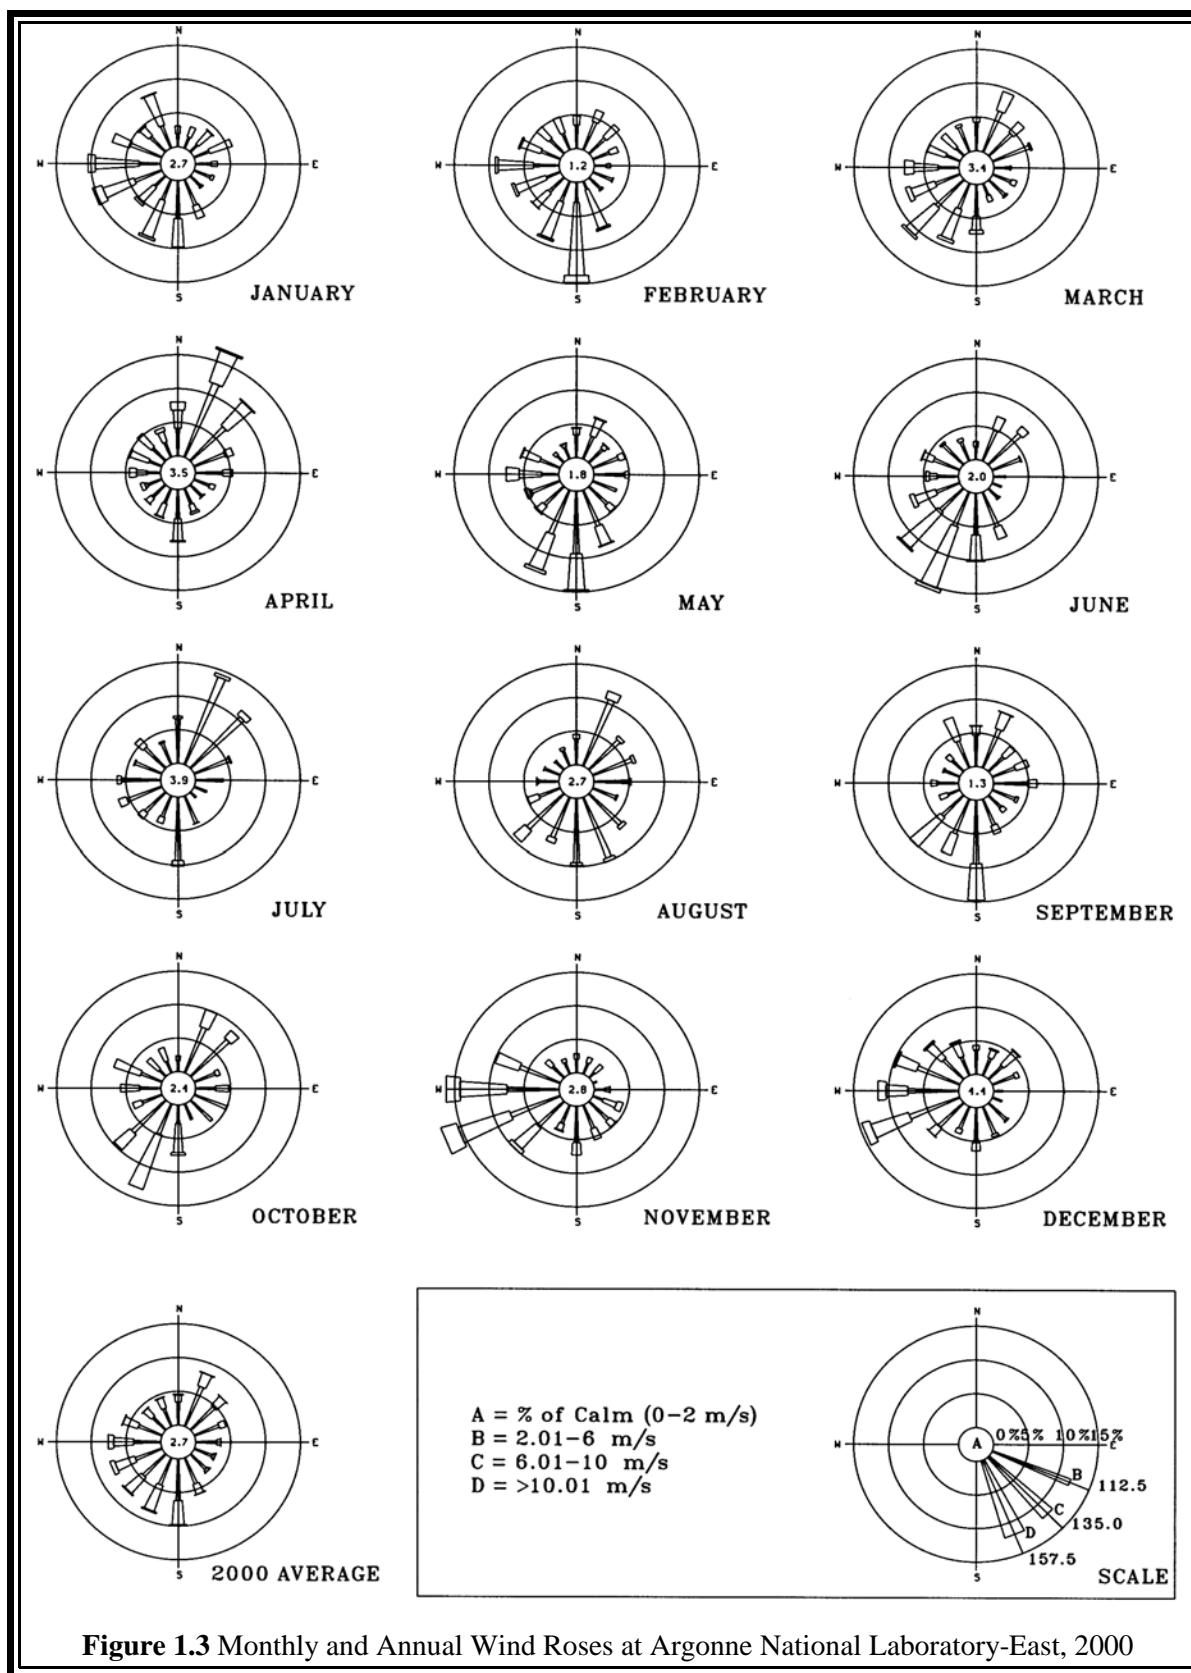 N
N
N
W 2.7 E
W 1.2 E
W 3.4 E
S
S
S
JANUARY
FEBRUARY
MARCH
N
N
N
W 3.5 E
W 1.8 E
W 2.0 E
S
S
S
APRIL
MAY
JUNE
N
N
N
W 3.9 E
W 2.7 E
W 1.3 E
S
S
S
JULY
AUGUST
SEPTEMBER
N
N
N
W 2.4 E
W 2.8 E
W 4.4 E
S
S
S
OCTOBER
NOVEMBER
DECEMBER
N
W 2.7 E
S
2000 AVERAGE
A = % of Calm (0-2 m/s)
B = 2.01-6 m/s
C = 6.01-10 m/s
D = >10.01 m/s
N
0%5% 10%15%
W A E
B
112.5
C
135.0
D
157.5
S
SCALE
Figure 1.3 Monthly and Annual Wind Roses at Argonne National Laboratory-East, 2000